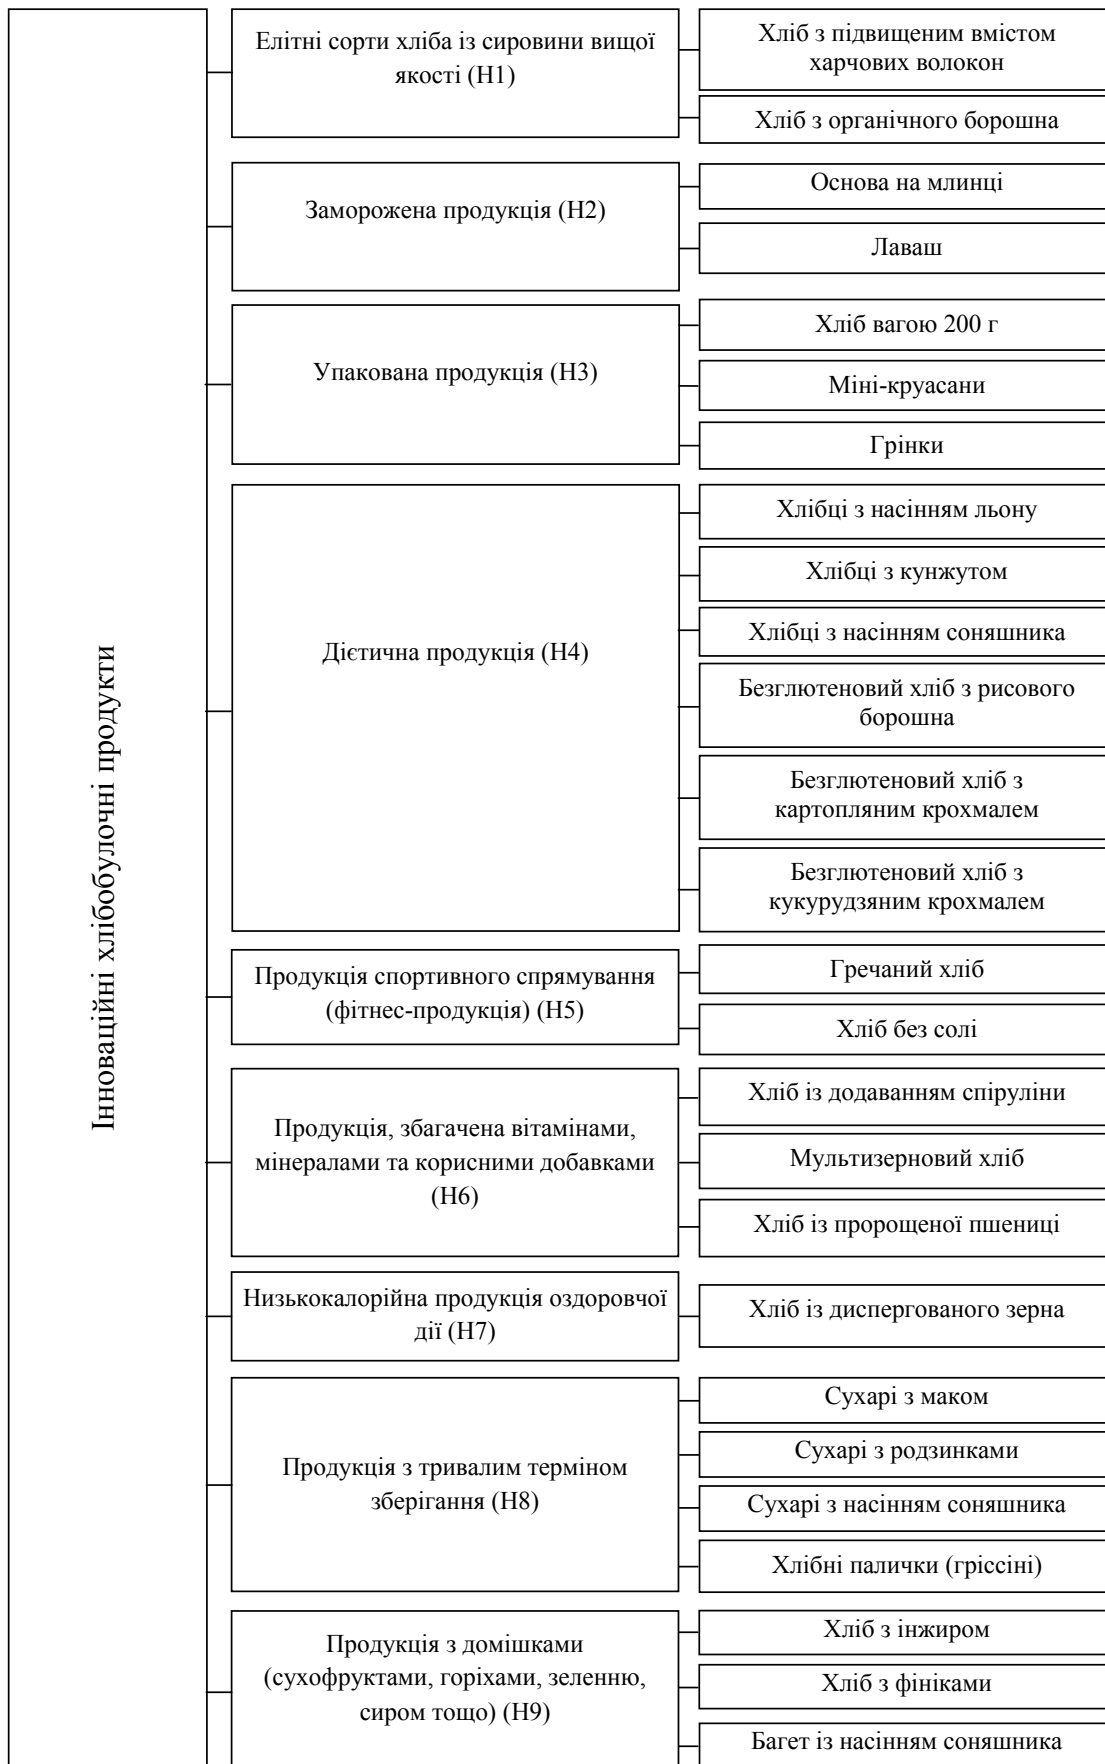 Інноваційні хлібобулочні продукти
Елітні сорти хліба із сировини вищої
якості (Н1)
Хліб з підвищеним вмістом
харчових волокон
Хліб з органічного борошна
Заморожена продукція (Н2)
Основа на млинці
Лаваш
Упакована продукція (Н3)
Хліб вагою 200 г
Міні-круасани
Грінки
Дієтична продукція (Н4)
Хлібці з насінням льону
Хлібці з кунжутом
Хлібці з насінням соняшника
Безглютеновий хліб з рисового
борошна
Безглютеновий хліб з
картопляним крохмалем
Безглютеновий хліб з
кукурудзяним крохмалем
Продукція спортивного спрямування
(фітнес-продукція) (Н5)
Гречаний хліб
Хліб без солі
Продукція, збагачена вітамінами,
мінералами та корисними добавками
(Н6)
Хліб із додаванням спіруліни
Мультизерновий хліб
Хліб із пророщеної пшениці
Низькокалорійна продукція оздоровчої
дії (Н7)
Хліб із диспергованого зерна
Продукція з тривалим терміном
зберігання (Н8)
Сухарі з маком
Сухарі з родзинками
Сухарі з насінням соняшника
Хлібні палички (гріссіні)
Продукція з домішками
(сухофруктами, горіхами, зеленню,
сиром тощо) (Н9)
Хліб з інжиром
Хліб з фініками
Багет із насінням соняшника